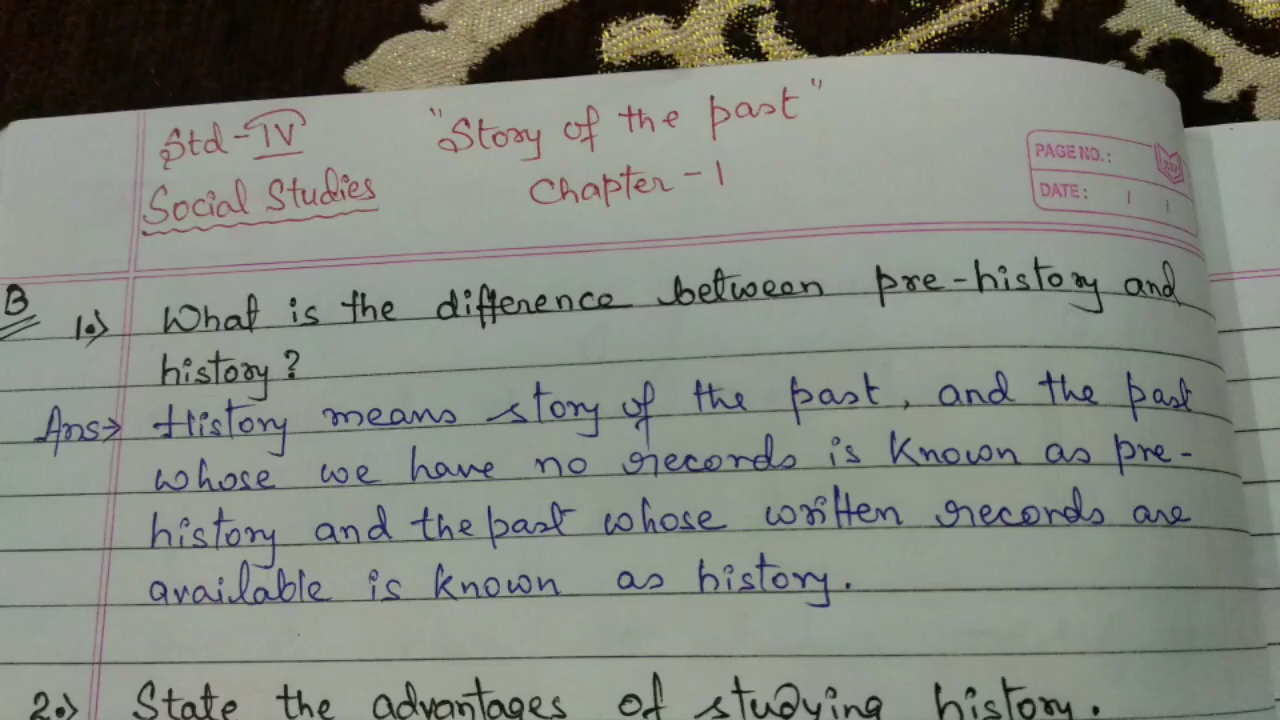 Std-IV "Story of the past"
Social Studies Chapter-1
PAGE NO.:
DATE: / /
B 1.) What is the difference between pre-history and
history?
Ans→ History means story of the past, and the past
whose we have no records is known as pre-
history and the past whose written records are
available is known as history.
2.) State the advantages of studying history.